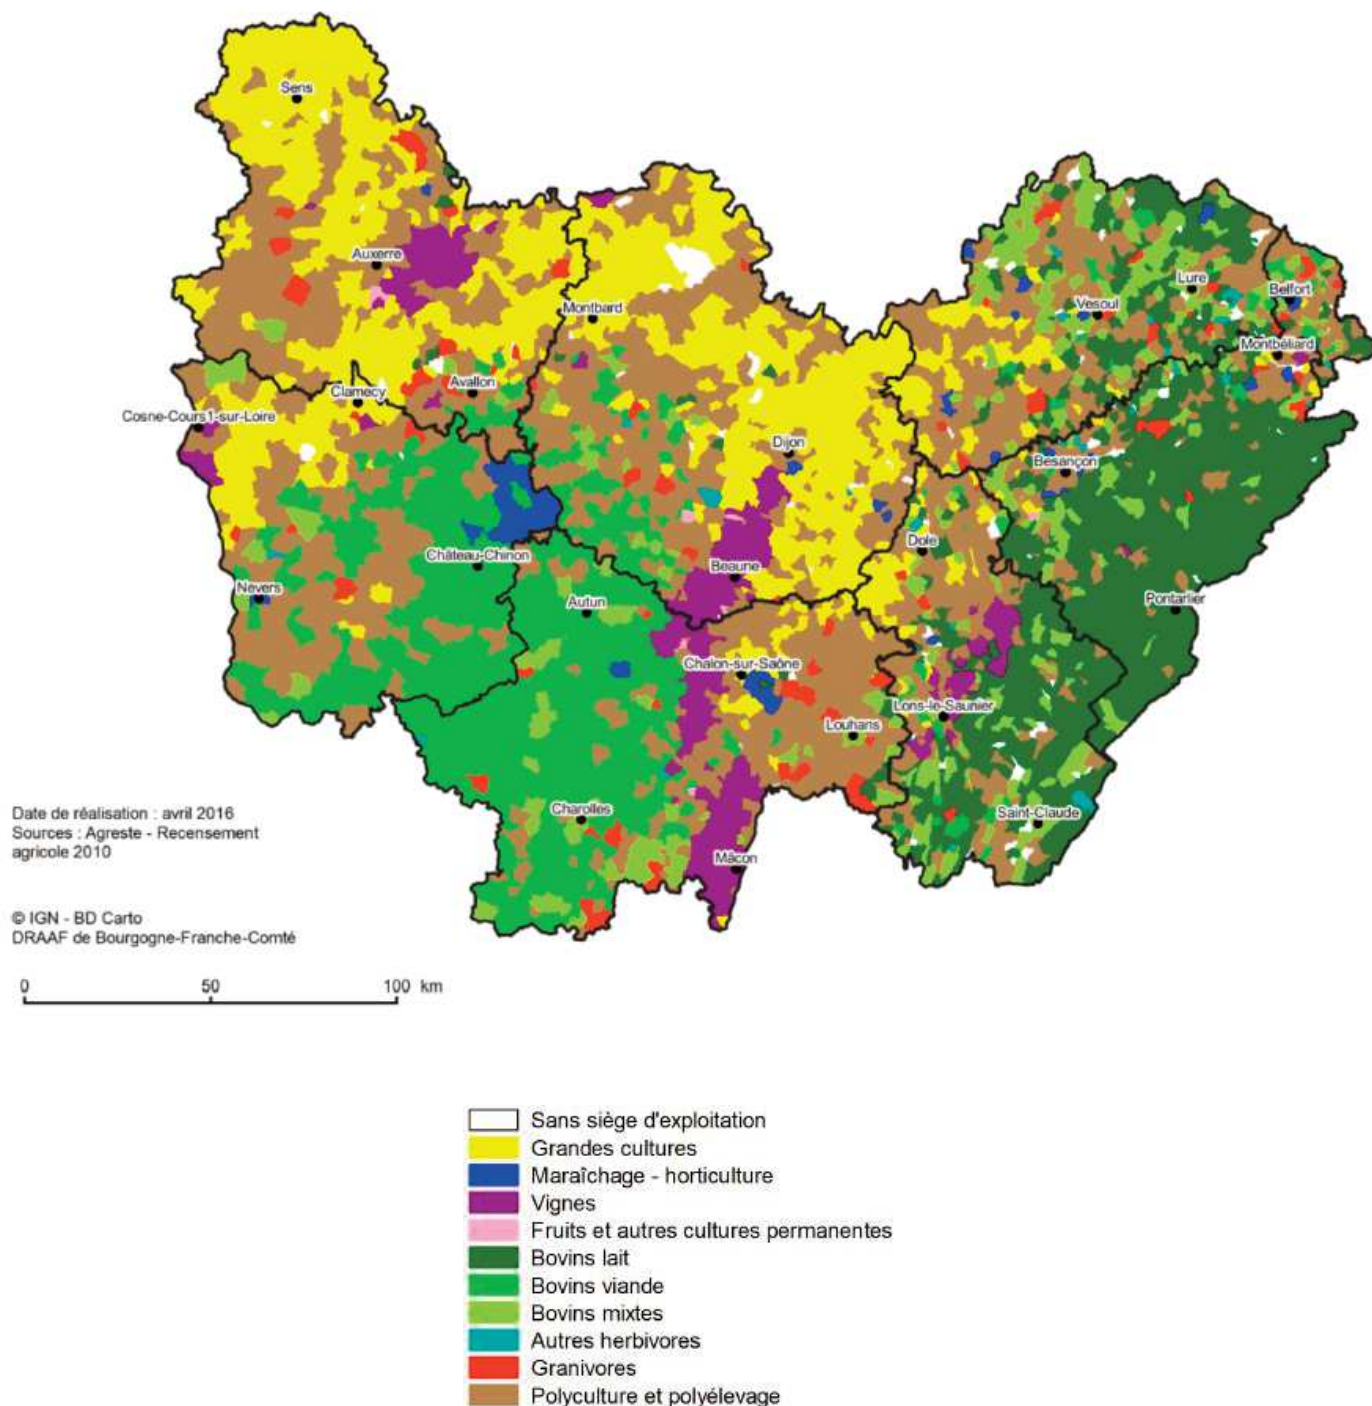 Sens
Auxerre
Montbard
Lure
Belfort
Vesoul
Montbéliard
Clamecy
Avallon
Cosne-Cours1-sur-Loire
Dijon
Besançon
Château-Chinon
Dole
Nevers
Beaune
Autun
Pontarlier
Chalon-sur-Saône
Lons-le-Saunier
Louhans
Charolles
Saint-Claude
Mâcon
Date de réalisation : avril 2016
Sources : Agreste - Recensement
agricole 2010
© IGN - BD Carto
DRAAF de Bourgogne-Franche-Comté
0 50 100 km
Sans siège d'exploitation
Grandes cultures
Maraîchage - horticulture
Vignes
Fruits et autres cultures permanentes
Bovins lait
Bovins viande
Bovins mixtes
Autres herbivores
Granivores
Polyculture et polyélevage